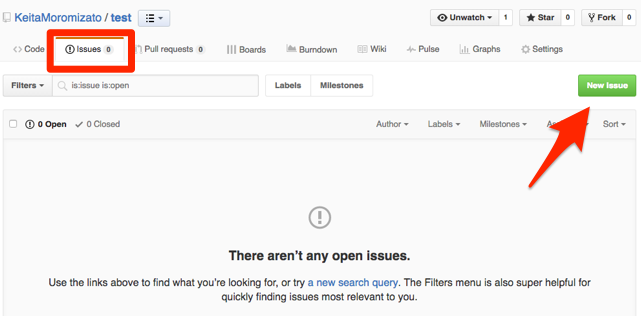 KeitaMoromizato / test
Unwatch 1 Star 0 Fork 0
Code Issues 0 Pull requests 0 Boards Burndown Wiki Pulse Graphs Settings
Filters is:issue is:open Labels Milestones New Issue
0 Open 0 Closed Author Labels Milestones Sort
There aren't any open issues.
Use the links above to find what you're looking for, or try a new search query. The Filters menu is also super helpful for
quickly finding issues most relevant to you.